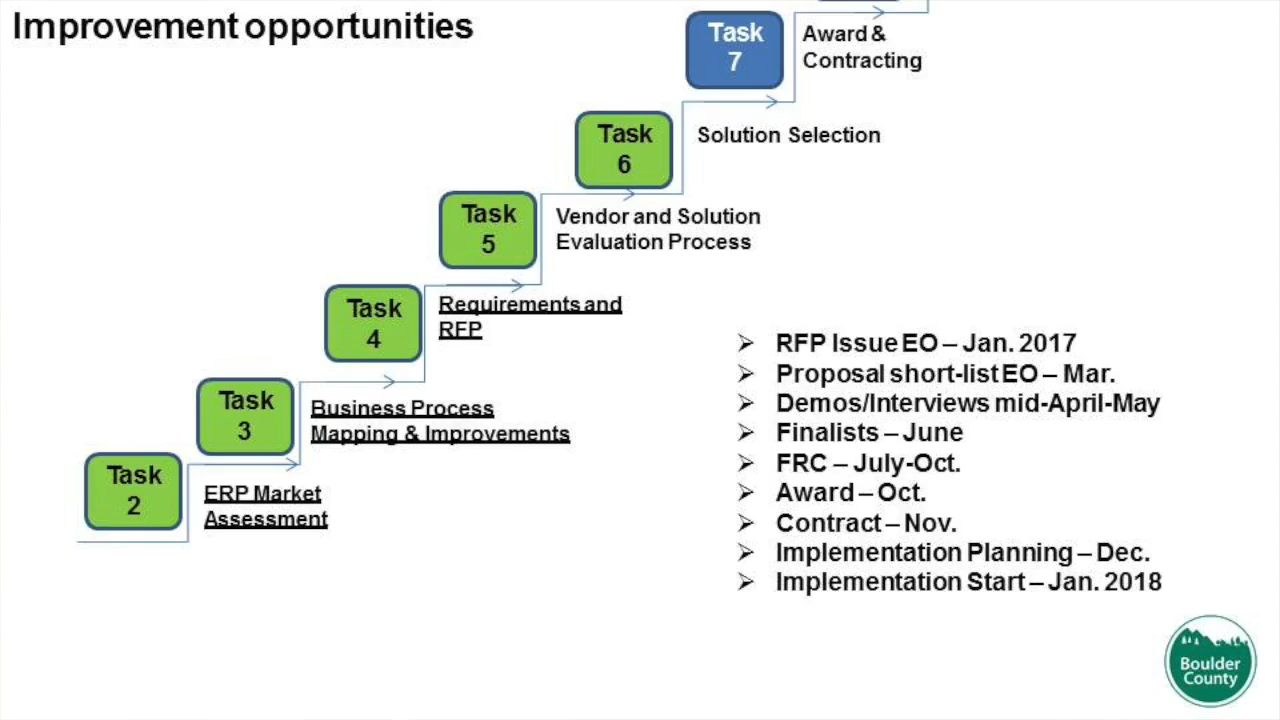 Improvement opportunities
Task
7
Award &
Contracting
Task
6
Solution Selection
Task
5
Vendor and Solution
Evaluation Process
Task
4
Requirements and
RFP
Task
3
Business Process
Mapping & Improvements
Task
2
ERP Market
Assessment
➢ RFP Issue EO – Jan. 2017
➢ Proposal short-list EO – Mar.
➢ Demos/Interviews mid-April-May
➢ Finalists – June
➢ FRC – July-Oct.
➢ Award – Oct.
➢ Contract – Nov.
➢ Implementation Planning – Dec.
➢ Implementation Start – Jan. 2018
Boulder
County